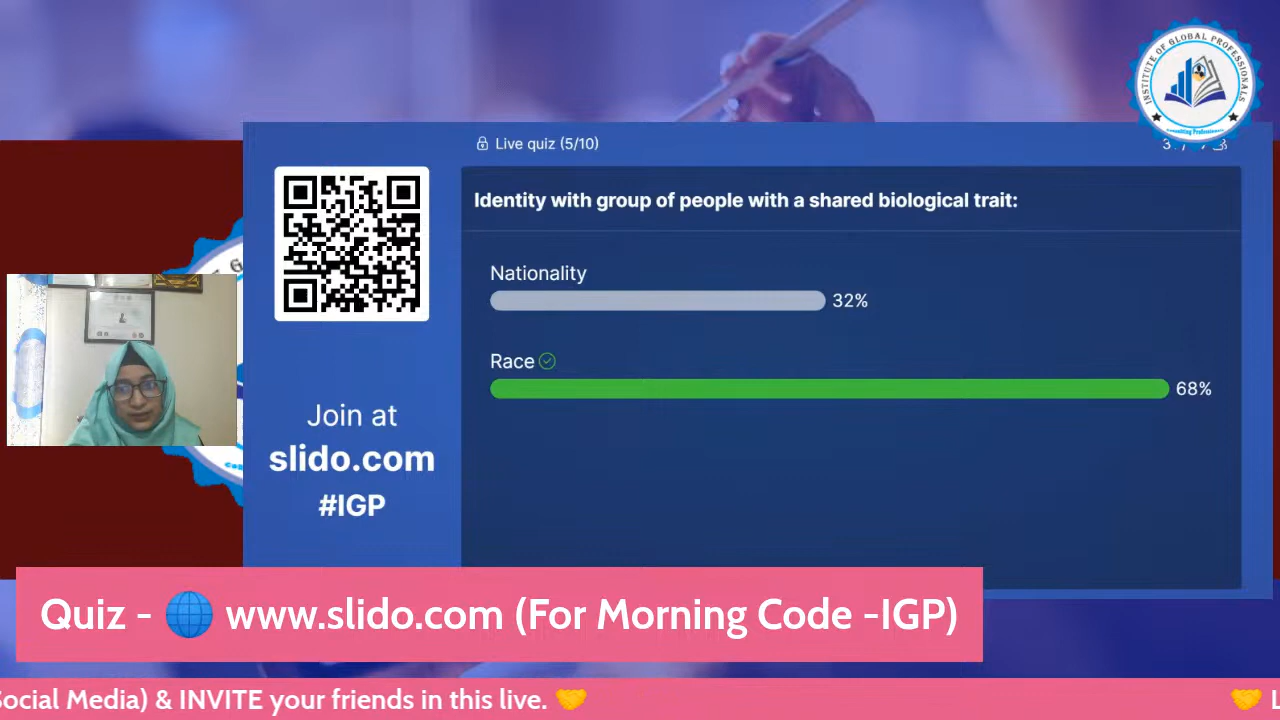 INSTITUTE OF GLOBAL PROFESSIONALS
Live quiz (5/10)
Identity with group of people with a shared biological trait:
Nationality
32%
Race
68%
Join at
slido.com
#IGP
Quiz - 🌐 www.slido.com (For Morning Code -IGP)
Social Media) & INVITE your friends in this live. 🤝
🤝 L